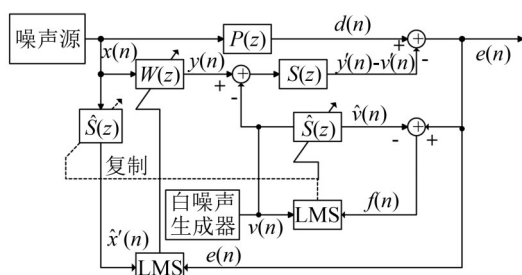 噪声源
x(n)
P(z)
d(n)
+
-
e(n)
W(z)
y(n)
+
-
S(z)
y'(n)-v'(n)
Ŝ(z)
复制
Ŝ(z)
v̂(n)
-
+
白噪声
生成器
v(n)
LMS
f(n)
x̂'(n)
LMS
e(n)